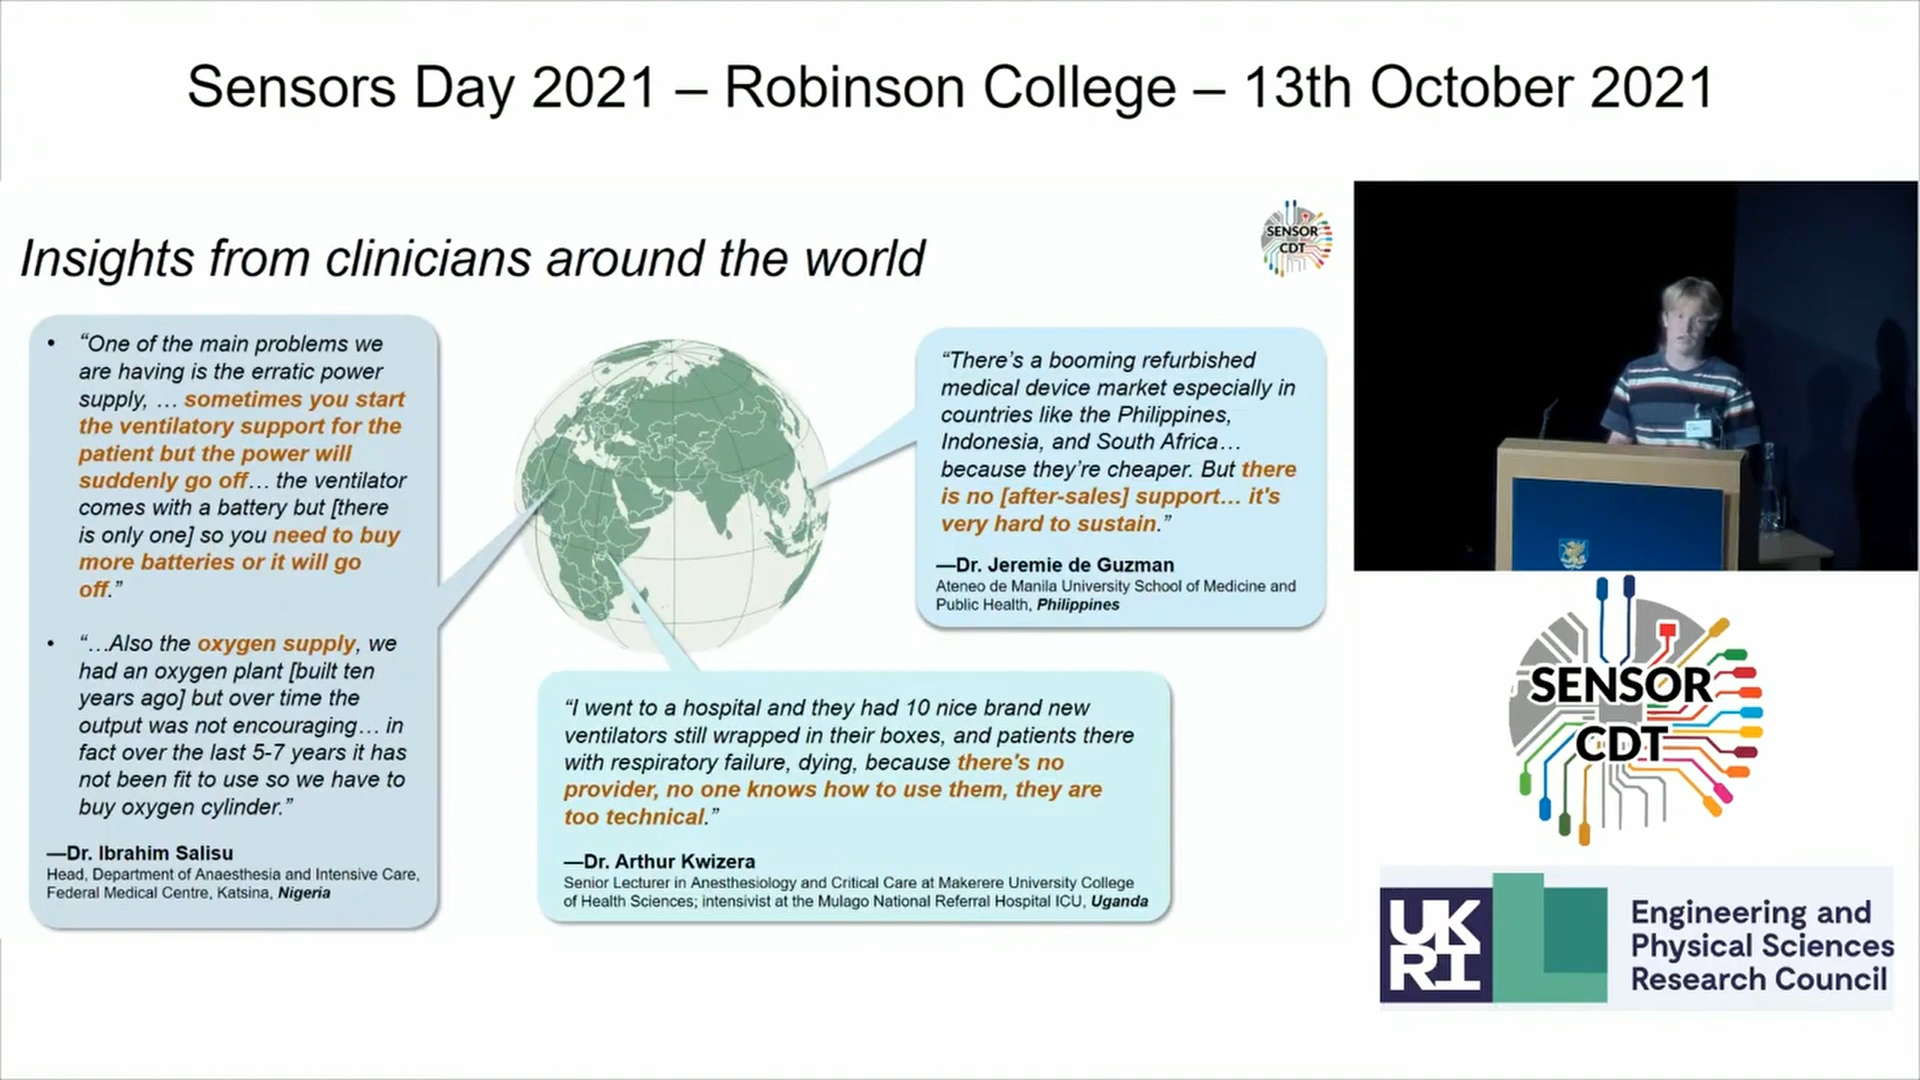 Sensors Day 2021 – Robinson College – 13th October 2021
Insights from clinicians around the world
SENSOR
CDT
• “One of the main problems we
are having is the erratic power
supply, … sometimes you start
the ventilatory support for the
patient but the power will
suddenly go off… the ventilator
comes with a battery but [there
is only one] so you need to buy
more batteries or it will go
off.”
• “…Also the oxygen supply, we
had an oxygen plant [built ten
years ago] but over time the
output was not encouraging… in
fact over the last 5-7 years it has
not been fit to use so we have to
buy oxygen cylinder.”
—Dr. Ibrahim Salisu
Head, Department of Anaesthesia and Intensive Care,
Federal Medical Centre, Katsina, Nigeria
“There’s a booming refurbished
medical device market especially in
countries like the Philippines,
Indonesia, and South Africa…
because they’re cheaper. But there
is no [after-sales] support… it's
very hard to sustain.”
—Dr. Jeremie de Guzman
Ateneo de Manila University School of Medicine and
Public Health, Philippines
“I went to a hospital and they had 10 nice brand new
ventilators still wrapped in their boxes, and patients there
with respiratory failure, dying, because there's no
provider, no one knows how to use them, they are
too technical.”
—Dr. Arthur Kwizera
Senior Lecturer in Anesthesiology and Critical Care at Makerere University College
of Health Sciences; intensivist at the Mulago National Referral Hospital ICU, Uganda
SENSOR
CDT
UK
RI
Engineering and
Physical Sciences
Research Council